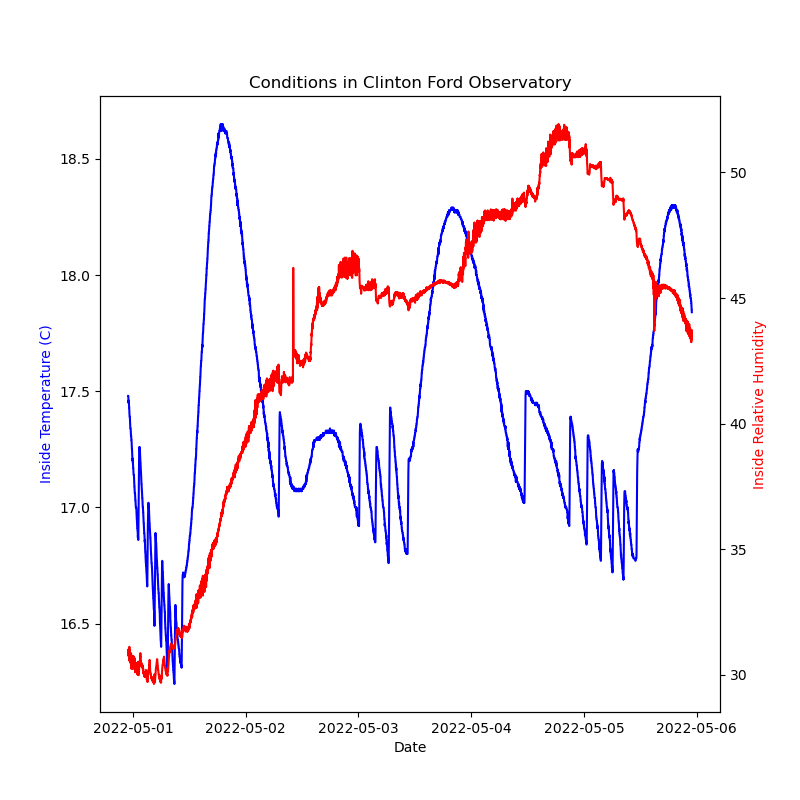 Conditions in Clinton Ford Observatory
18.5
18.0
17.5
17.0
16.5
Inside Temperature (C)
50
45
40
35
30
Inside Relative Humidity
2022-05-01 2022-05-02 2022-05-03 2022-05-04 2022-05-05 2022-05-06
Date